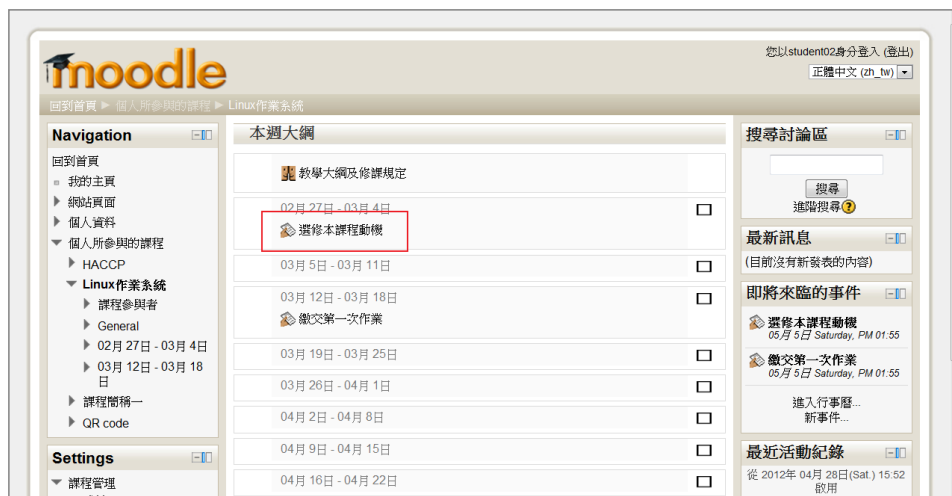 moodle
您以student02身分登入 (登出)
正體中文 (zh_tw)
回到首頁 ► 個人所參與的課程 ► Linux作業系統
Navigation
回到首頁
我的主頁
網站頁面
個人資料
個人所參與的課程
HACCP
Linux作業系統
課程參與者
General
02月 27日 - 03月 4日
03月 12日 - 03月 18
日
課程簡稱一
QR code
Settings
課程管理
本週大綱
教學大綱及修課規定
02月 27日 - 03月 4日
選修本課程動機
03月 5日 - 03月 11日
03月 12日 - 03月 18日
繳交第一次作業
03月 19日 - 03月 25日
03月 26日 - 04月 1日
04月 2日 - 04月 8日
04月 9日 - 04月 15日
04月 16日 - 04月 22日
搜尋討論區
搜尋
進階搜尋
最新訊息
(目前沒有新發表的內容)
即將來臨的事件
選修本課程動機
05月 5日 Saturday, PM 01:55
繳交第一次作業
05月 5日 Saturday, PM 01:55
進入行事曆...
新事件...
最近活動紀錄
從 2012年 04月 28日(Sat.) 15:52
啟用